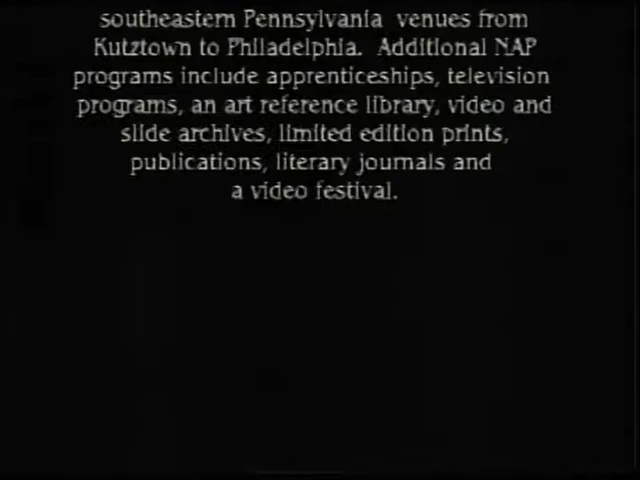 southeastern Pennsylvania venues from
Kutztown to Philadelphia. Additional NAP
programs include apprenticeships, television
programs, an art reference library, video and
slide archives, limited edition prints,
publications, literary journals and
a video festival.